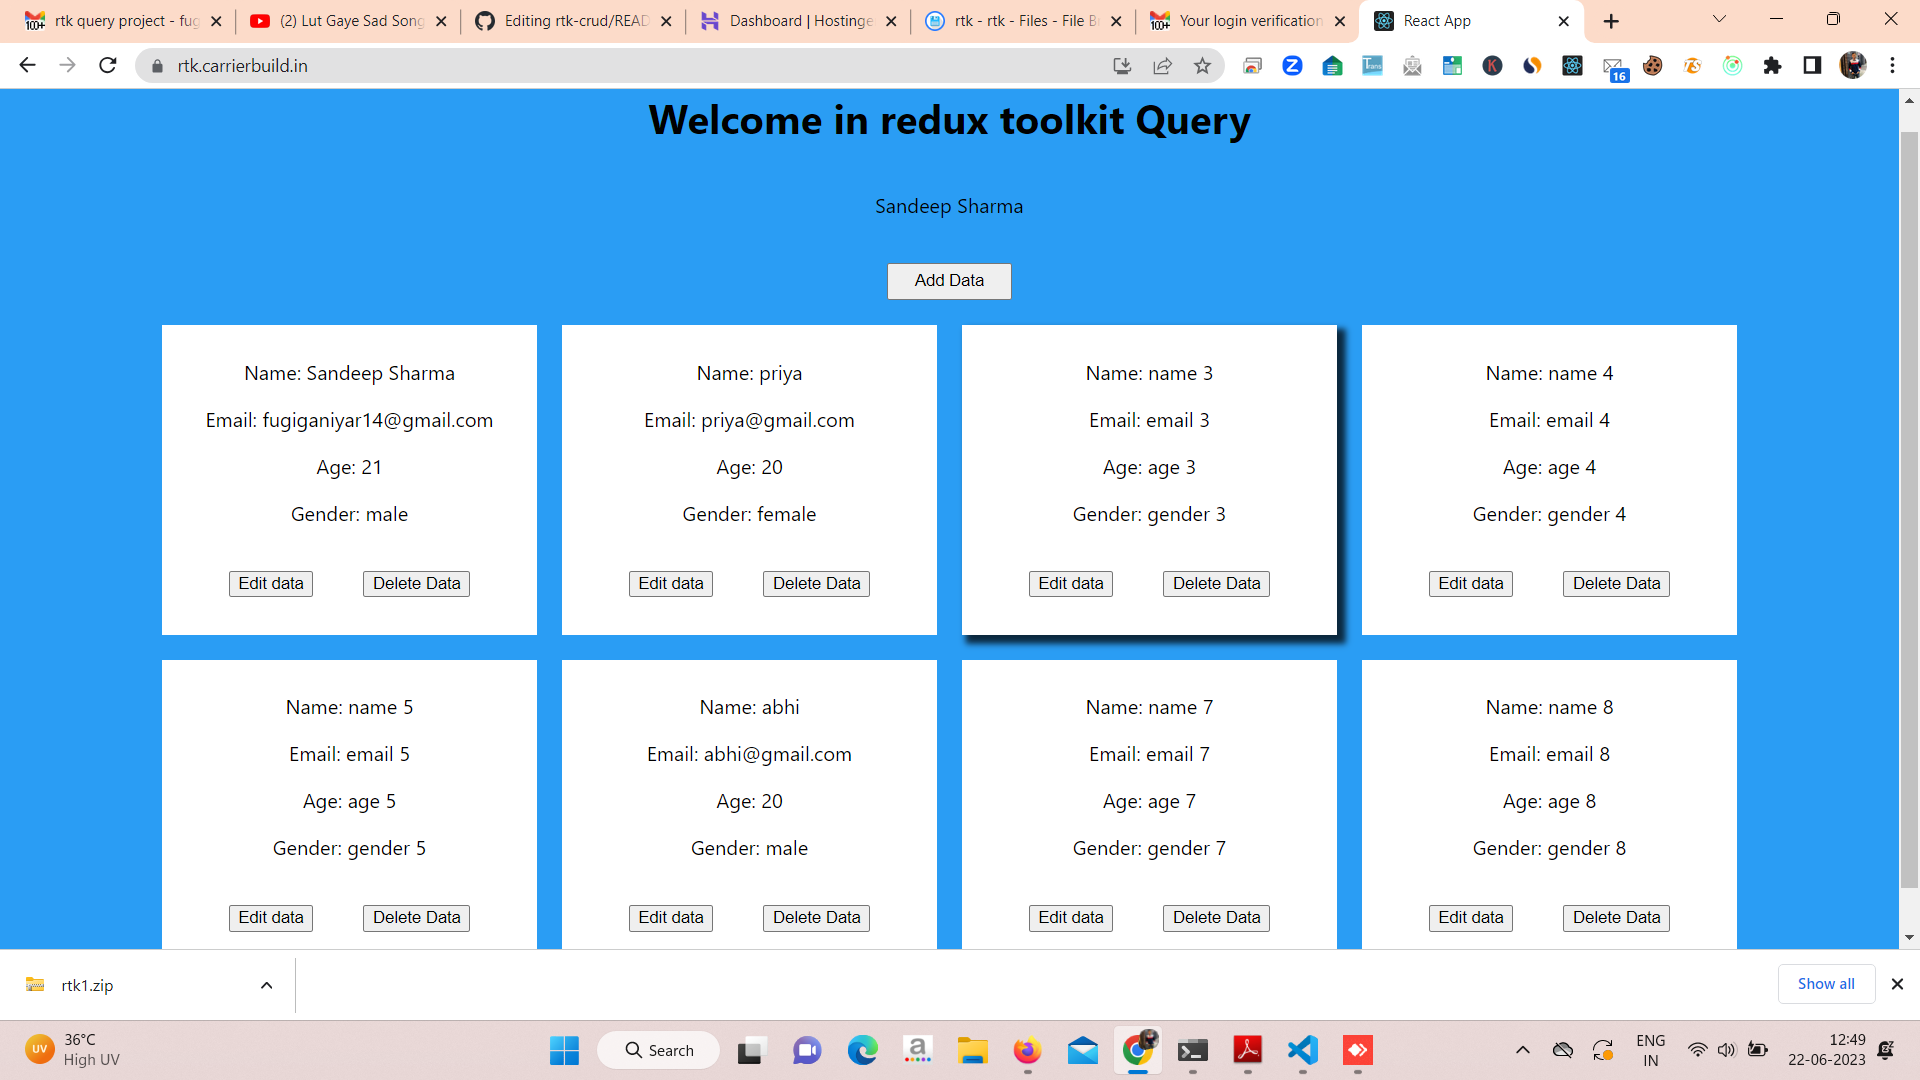 rtk query project - fug
(2) Lut Gaye Sad Song
Editing rtk-crud/READ
Dashboard | Hostinge
rtk - rtk - Files - File Br
Your login verification
React App
rtk.carrierbuild.in
16
Welcome in redux toolkit Query
Sandeep Sharma
Add Data
Name: Sandeep Sharma
Email: fugiganiyar14@gmail.com
Age: 21
Gender: male
Edit data Delete Data
Name: priya
Email: priya@gmail.com
Age: 20
Gender: female
Edit data Delete Data
Name: name 3
Email: email 3
Age: age 3
Gender: gender 3
Edit data Delete Data
Name: name 4
Email: email 4
Age: age 4
Gender: gender 4
Edit data Delete Data
Name: name 5
Email: email 5
Age: age 5
Gender: gender 5
Edit data Delete Data
Name: abhi
Email: abhi@gmail.com
Age: 20
Gender: male
Edit data Delete Data
Name: name 7
Email: email 7
Age: age 7
Gender: gender 7
Edit data Delete Data
Name: name 8
Email: email 8
Age: age 8
Gender: gender 8
Edit data Delete Data
rtk1.zip
Show all
UV
36°C
High UV
Search
ENG
IN
12:49
22-06-2023